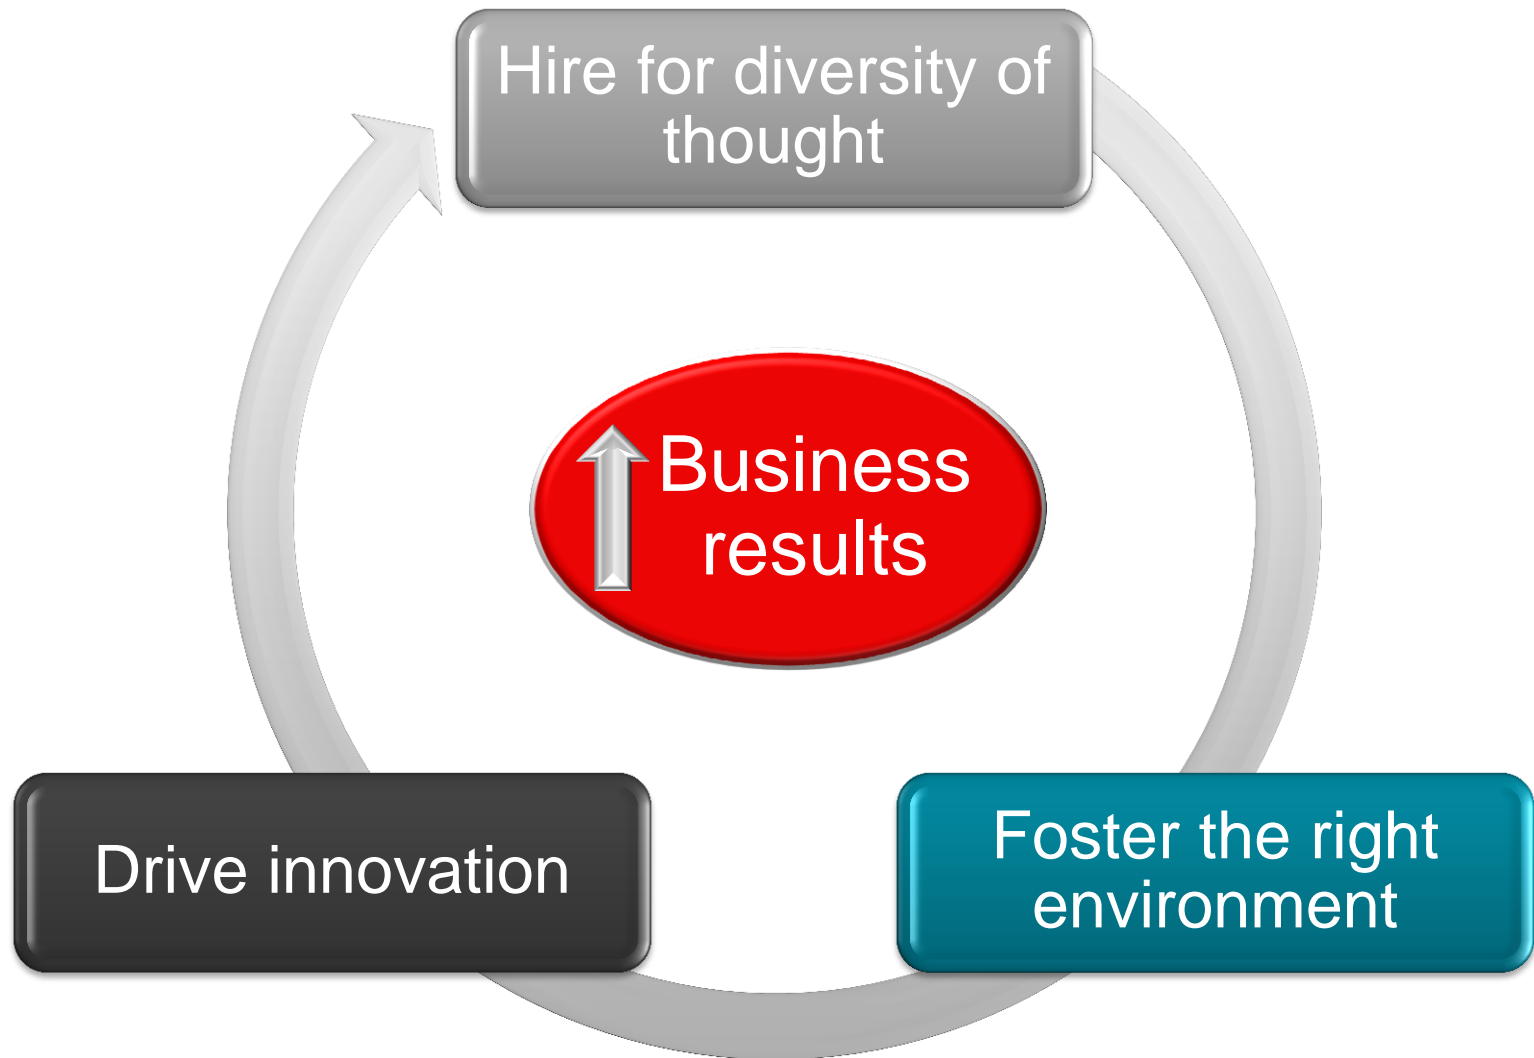 Hire for diversity of
thought
Business
results
Drive innovation
Foster the right
environment